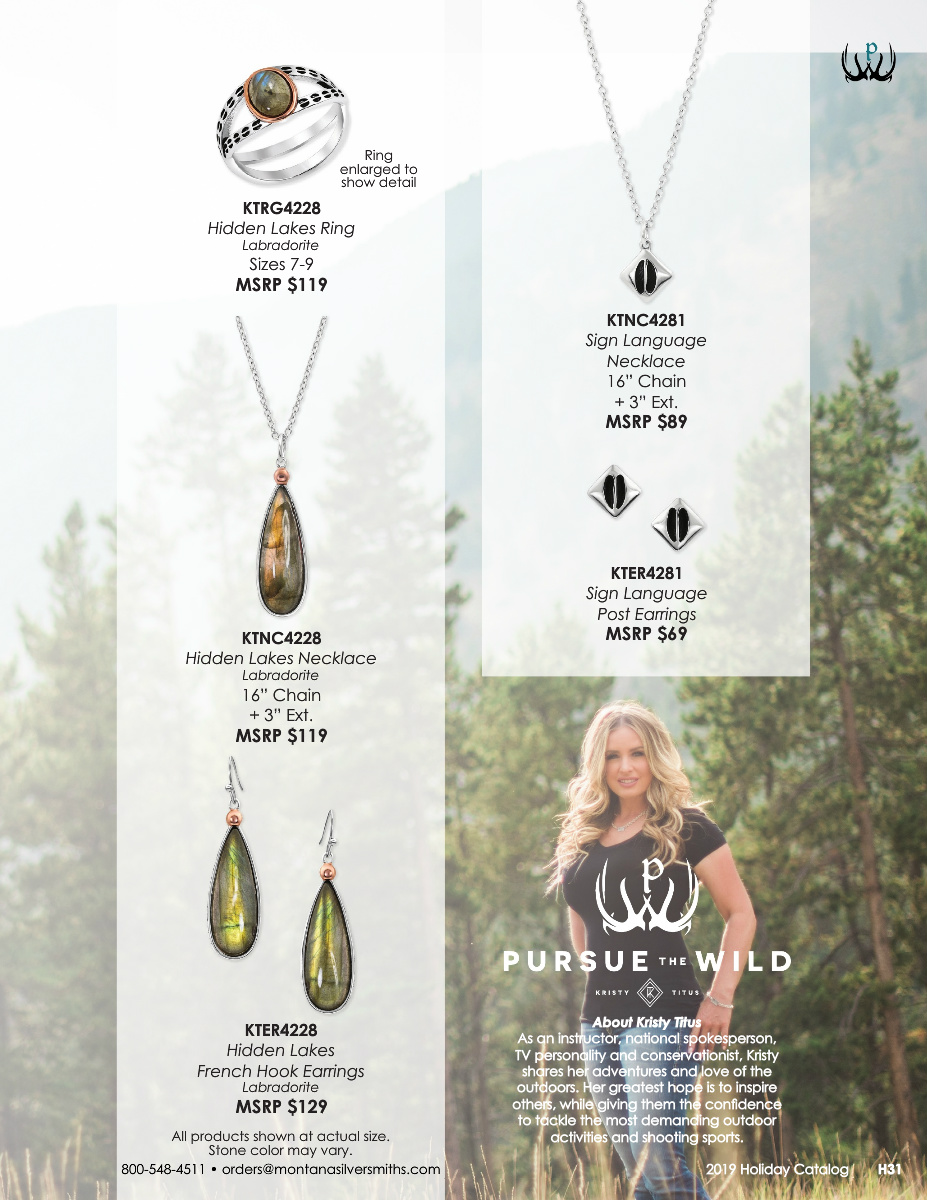 p
Ring
enlarged to
show detail
KTRG4228
Hidden Lakes Ring
Labradorite
Sizes 7-9
MSRP $119
KTNC4228
Hidden Lakes Necklace
Labradorite
16” Chain
+ 3” Ext.
MSRP $119
KTER4228
Hidden Lakes
French Hook Earrings
Labradorite
MSRP $129
All products shown at actual size.
Stone color may vary.
800-548-4511 • orders@montanasilversmiths.com
KTNC4281
Sign Language
Necklace
16” Chain
+ 3” Ext.
MSRP $89
KTER4281
Sign Language
Post Earrings
MSRP $69
p
PURSUE THE WILD
KRISTY K TITUS
About Kristy Titus
As an instructor, national spokesperson,
TV personality and conservationist, Kristy
shares her adventures and love of the
outdoors. Her greatest hope is to inspire
others, while giving them the confidence
to tackle the most demanding outdoor
activities and shooting sports.
2019 Holiday Catalog H31